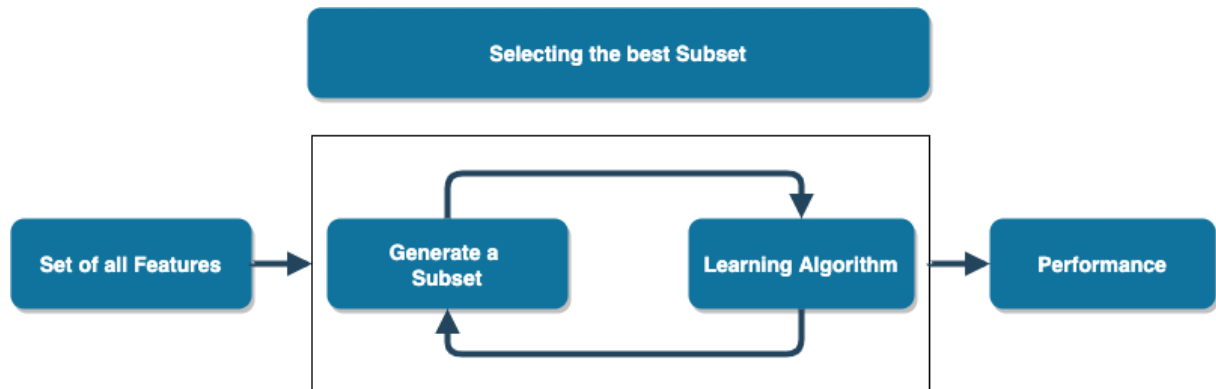 Selecting the best Subset
Set of all Features
Generate a
Subset
Learning Algorithm
Performance